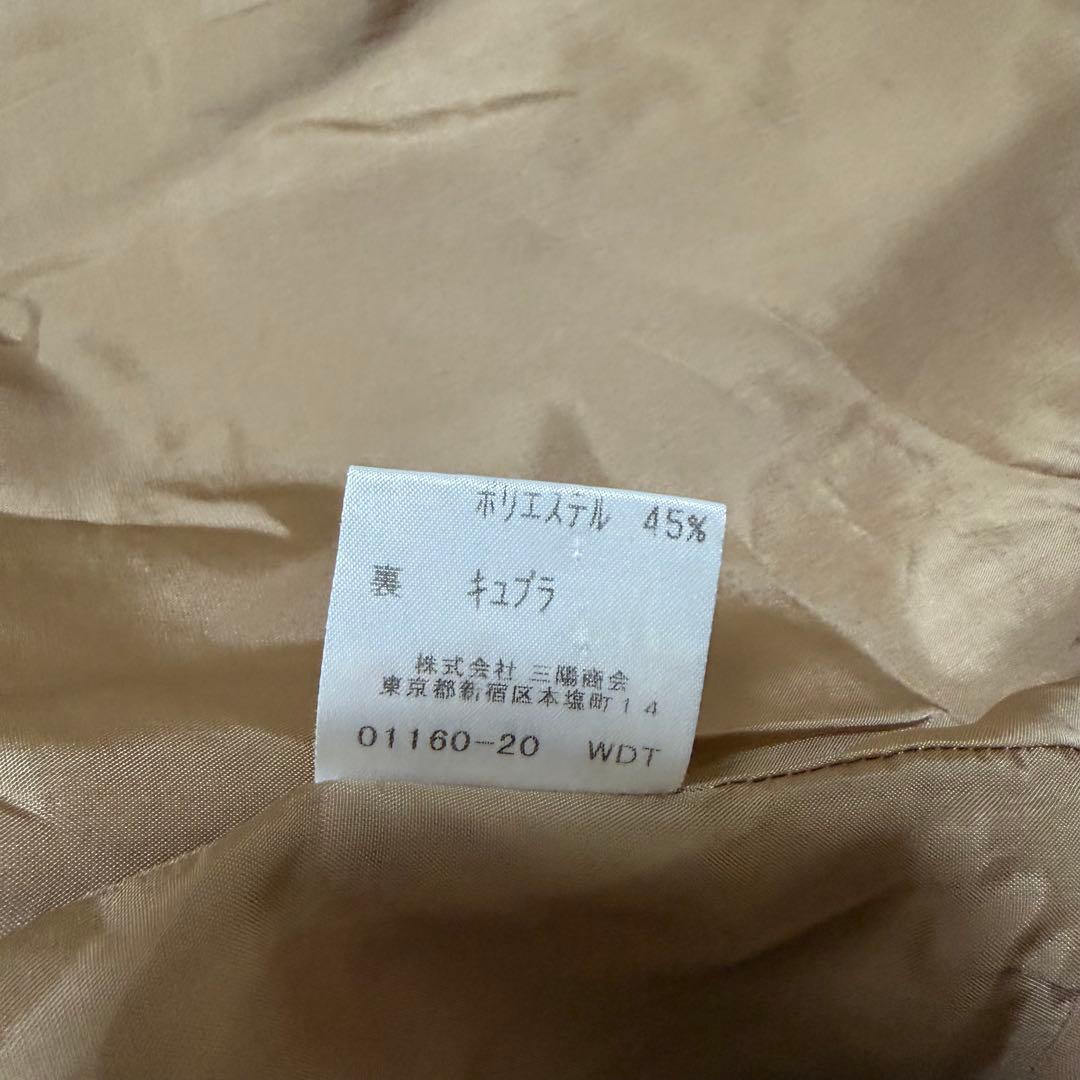 ポリエステル 45%
裏 キュプラ
株式会社 三陽商会
東京都新宿区本塩町14
01160-20 WDT